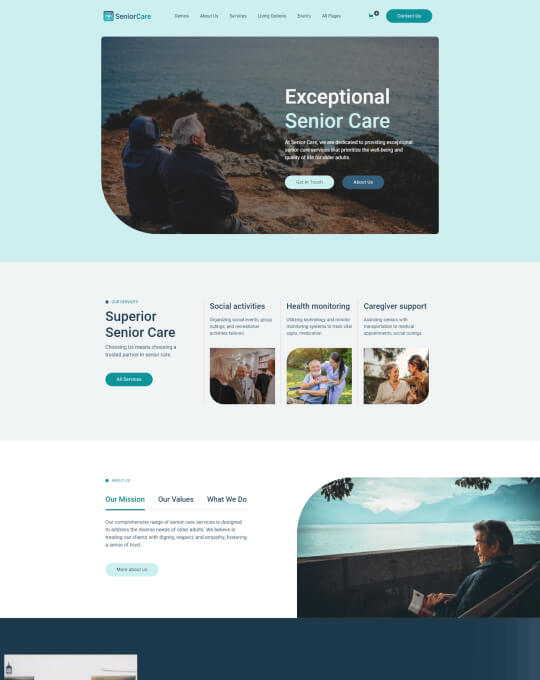 SeniorCare
Demos
About Us
Services
Living Options
Events
All Pages
0
Contact Us
Exceptional
Senior Care
At Senior Care, we are dedicated to providing exceptional
senior care services that prioritize the well-being and
quality of life for older adults.
Get in Touch
About Us
OUR SERVICES
Superior
Senior Care
Choosing Us means choosing a
trusted partner in senior care.
All Services
Social activities
Organizing social events, group
outings, and recreational
activities tailored
Health monitoring
Utilizing technology and remote
monitoring systems to track vital
signs, medication
Caregiver support
Assisting seniors with
transportation to medical
appointments, social outings
ABOUT US
Our Mission
Our Values
What We Do
Our comprehensive range of senior care services is designed
to address the diverse needs of older adults. We believe in
treating our clients with dignity, respect, and empathy, fostering
a sense of trust.
More about us